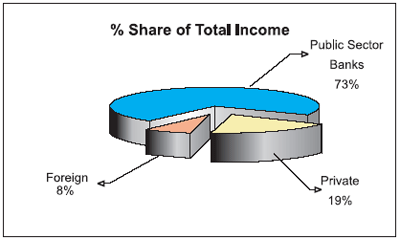 % Share of Total Income
Public Sector
Banks
73%
Foreign
8%
Private
19%